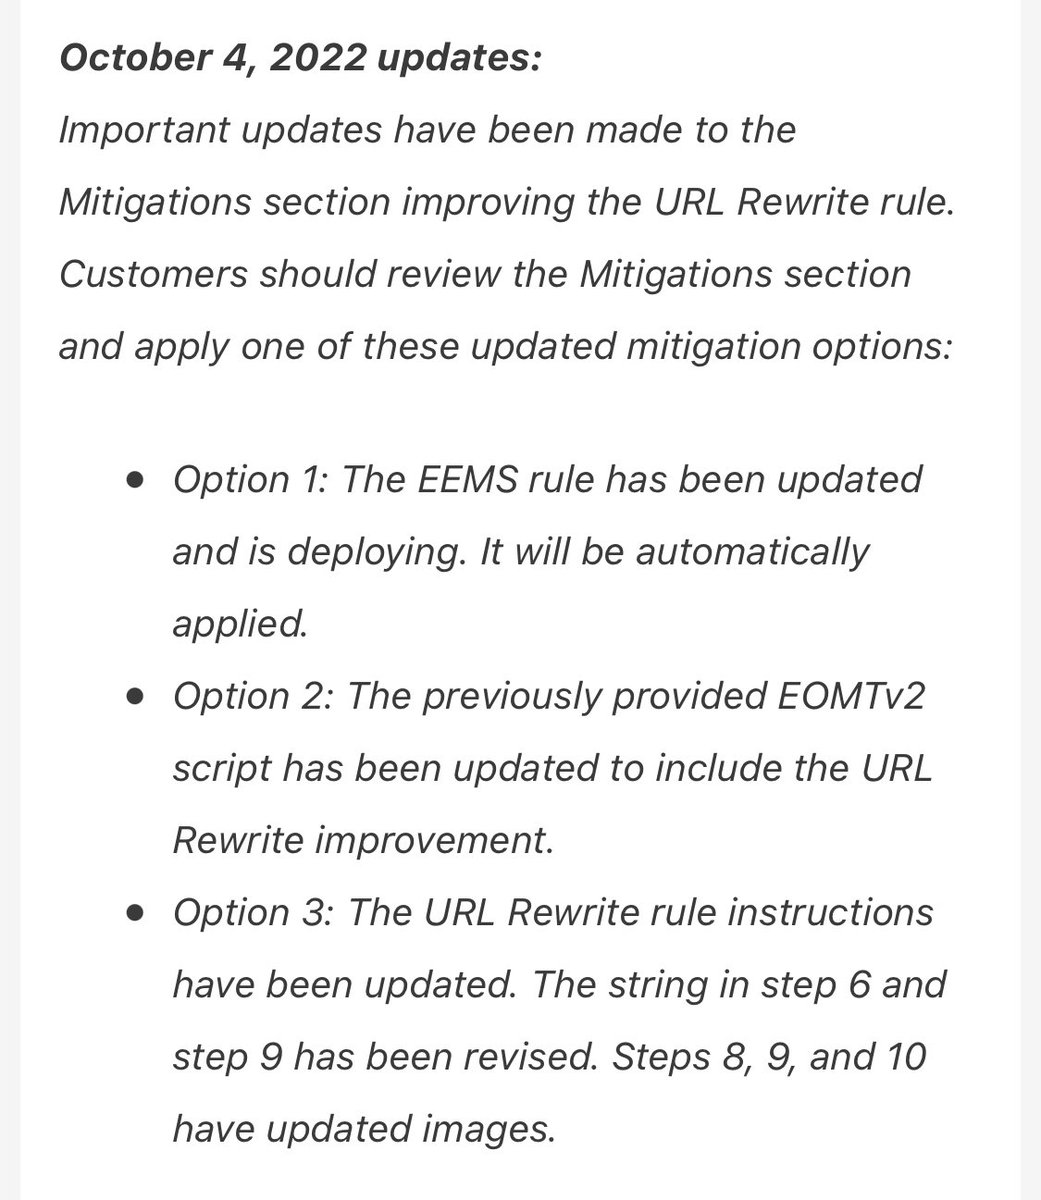 October 4, 2022 updates:
Important updates have been made to the
Mitigations section improving the URL Rewrite rule.
Customers should review the Mitigations section
and apply one of these updated mitigation options:
● Option 1: The EEMS rule has been updated
and is deploying. It will be automatically
applied.
● Option 2: The previously provided EOMTv2
script has been updated to include the URL
Rewrite improvement.
● Option 3: The URL Rewrite rule instructions
have been updated. The string in step 6 and
step 9 has been revised. Steps 8, 9, and 10
have updated images.